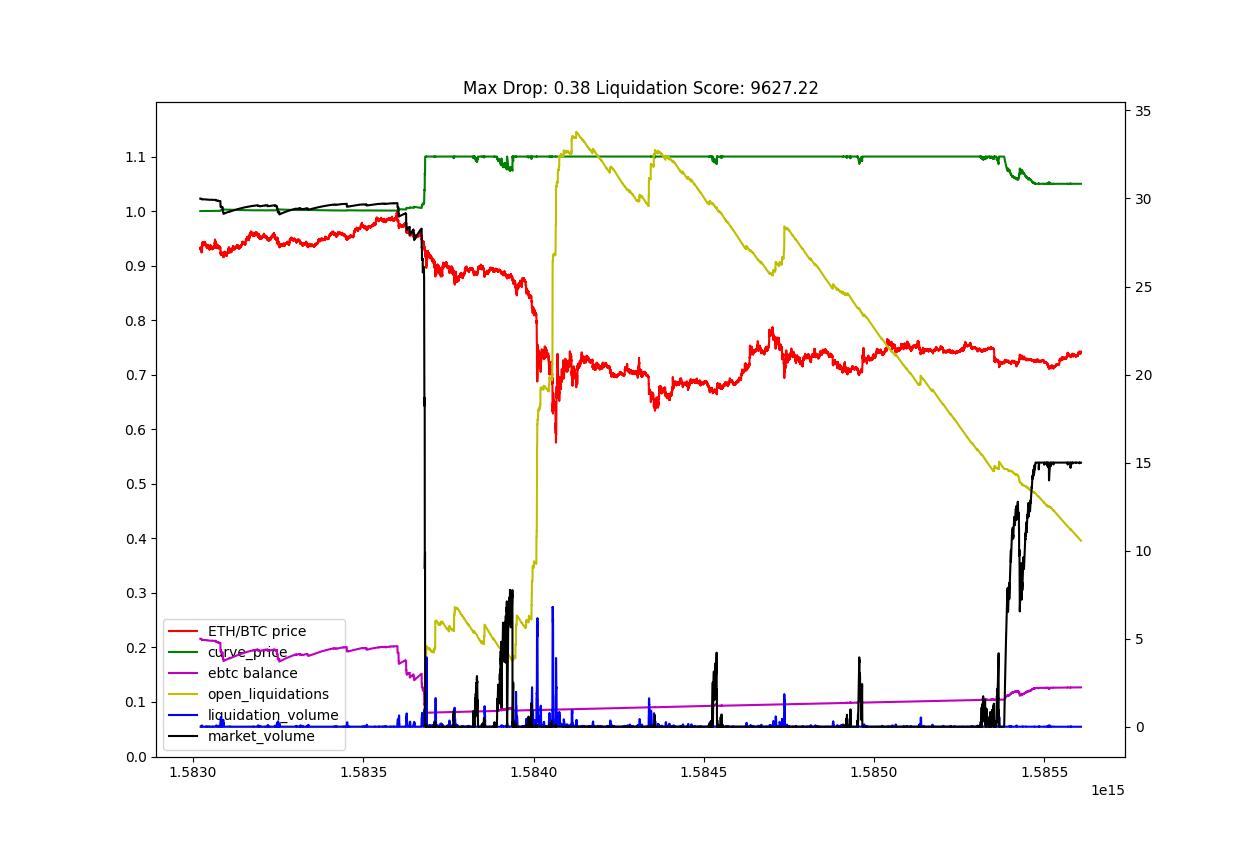 Max Drop: 0.38 Liquidation Score: 9627.22
1.1
1.0
0.9
0.8
0.7
0.6
0.5
0.4
0.3
0.2
0.1
0.0
35
30
25
20
15
10
5
0
ETH/BTC price
curve_price
ebtc balance
open_liquidations
liquidation_volume
market_volume
1.5830 1.5835 1.5840 1.5845 1.5850 1.5855
1e15